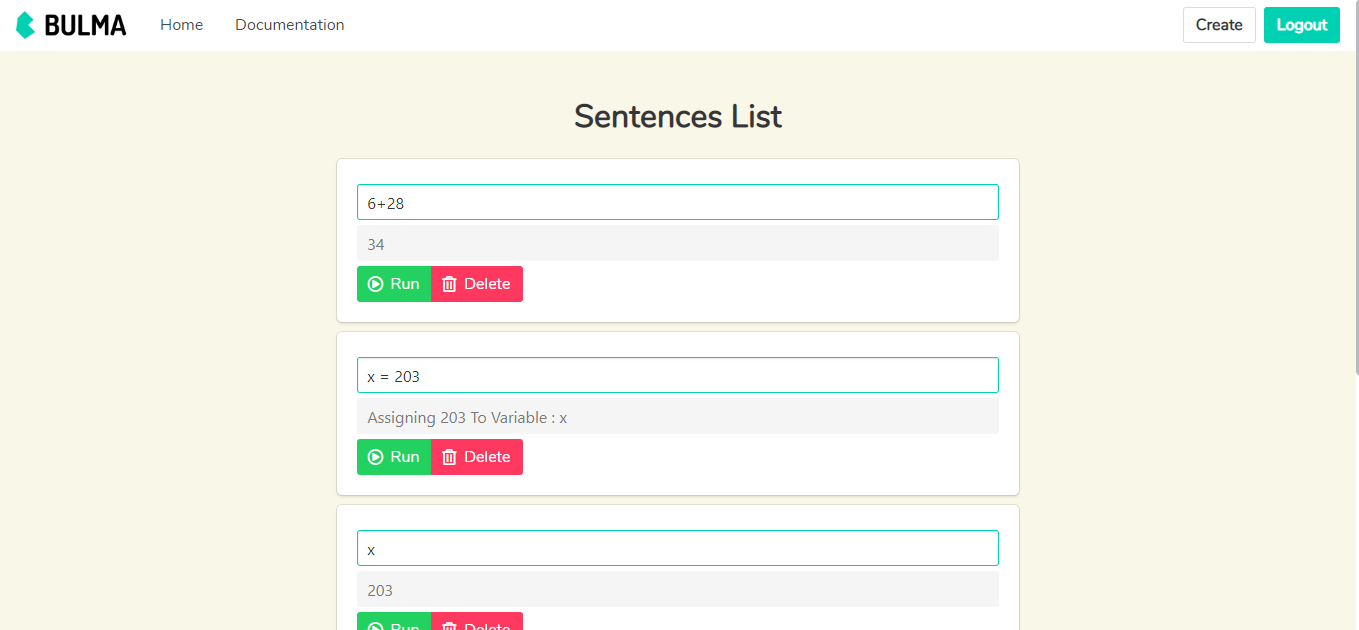 BULMA Home Documentation Create Logout
Sentences List
6+28
34
Run Delete
x = 203
Assigning 203 To Variable : x
Run Delete
x
203
Run Delete